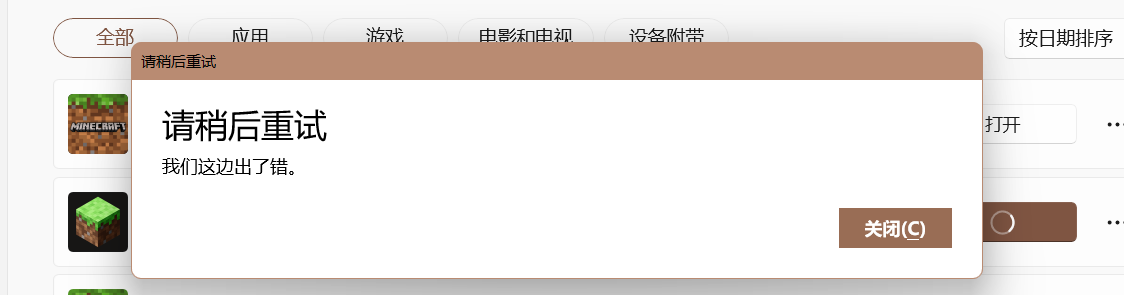 全部
应用
游戏
电影和电视
设备附带
按日期排序
请稍后重试
请稍后重试
我们这边出了错。
关闭(C)
MINECRAFT
打开